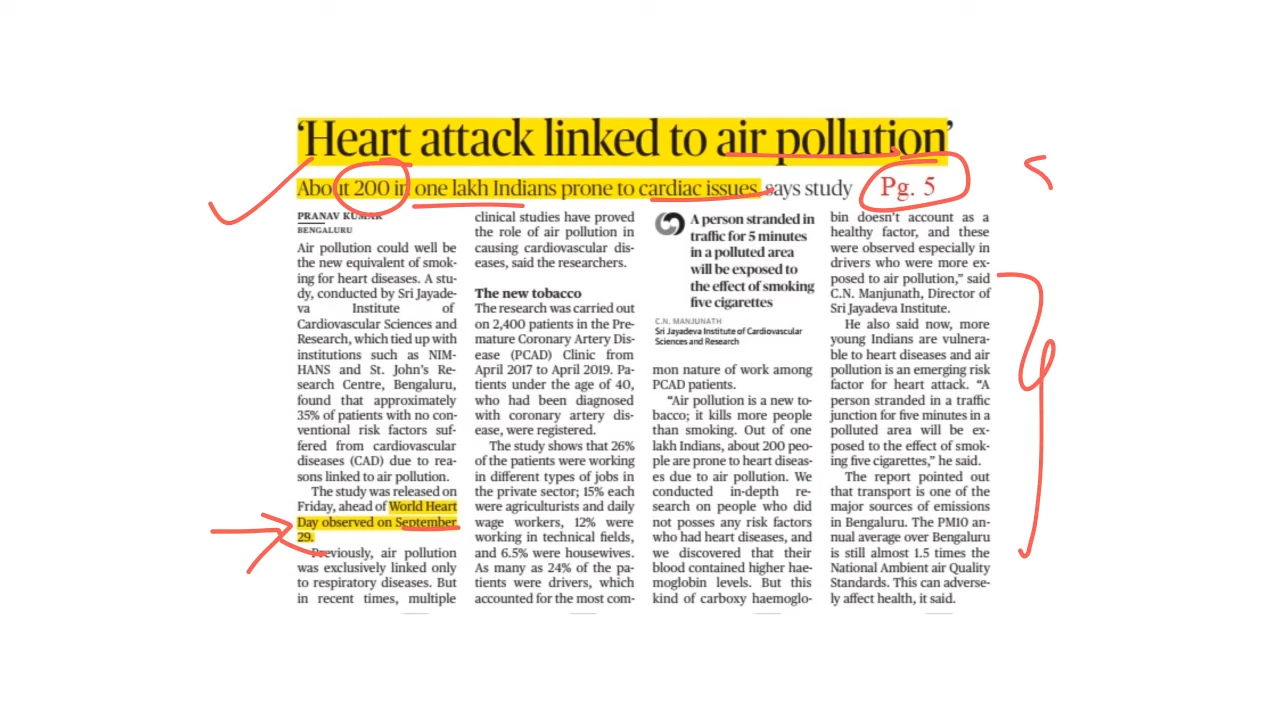 ‘Heart attack linked to air pollution’
About 200 in one lakh Indians prone to cardiac issues, says study
Pg. 5
PRANAV KUMAR
BENGALURU
Air pollution could well be
the new equivalent of smok-
ing for heart diseases. A stu-
dy, conducted by Sri Jayade-
va Institute of
Cardiovascular Sciences and
Research, which tied up with
institutions such as NIM-
HANS and St. John’s Re-
search Centre, Bengaluru,
found that approximately
35% of patients with no con-
ventional risk factors suf-
fered from cardiovascular
diseases (CAD) due to rea-
sons linked to air pollution.
The study was released on
Friday, ahead of World Heart
Day observed on September
29.
Previously, air pollution
was exclusively linked only
to respiratory diseases. But
in recent times, multiple
clinical studies have proved
the role of air pollution in
causing cardiovascular dis-
eases, said the researchers.
The new tobacco
The research was carried out
on 2,400 patients in the Pre-
mature Coronary Artery Dis-
ease (PCAD) Clinic from
April 2017 to April 2019. Pa-
tients under the age of 40,
who had been diagnosed
with coronary artery dis-
ease, were registered.
The study shows that 26%
of the patients were working
in different types of jobs in
the private sector; 15% each
were agriculturists and daily
wage workers, 12% were
working in technical fields,
and 6.5% were housewives.
As many as 24% of the pa-
tients were drivers, which
accounted for the most com-
A person stranded in
traffic for 5 minutes
in a polluted area
will be exposed to
the effect of smoking
five cigarettes
C.N. MANJUNATH
Sri Jayadeva Institute of Cardiovascular
Sciences and Research
mon nature of work among
PCAD patients.
“Air pollution is a new to-
bacco; it kills more people
than smoking. Out of one
lakh Indians, about 200 peo-
ple are prone to heart diseas-
es due to air pollution. We
conducted in-depth re-
search on people who did
not posses any risk factors
who had heart diseases, and
we discovered that their
blood contained higher hae-
moglobin levels. But this
kind of carboxy haemoglo-
bin doesn’t account as a
healthy factor, and these
were observed especially in
drivers who were more ex-
posed to air pollution,” said
C.N. Manjunath, Director of
Sri Jayadeva Institute.
He also said now, more
young Indians are vulnera-
ble to heart diseases and air
pollution is an emerging risk
factor for heart attack. “A
person stranded in a traffic
junction for five minutes in a
polluted area will be ex-
posed to the effect of smok-
ing five cigarettes,” he said.
The report pointed out
that transport is one of the
major sources of emissions
in Bengaluru. The PM10 an-
nual average over Bengaluru
is still almost 1.5 times the
National Ambient air Quality
Standards. This can adverse-
ly affect health, it said.